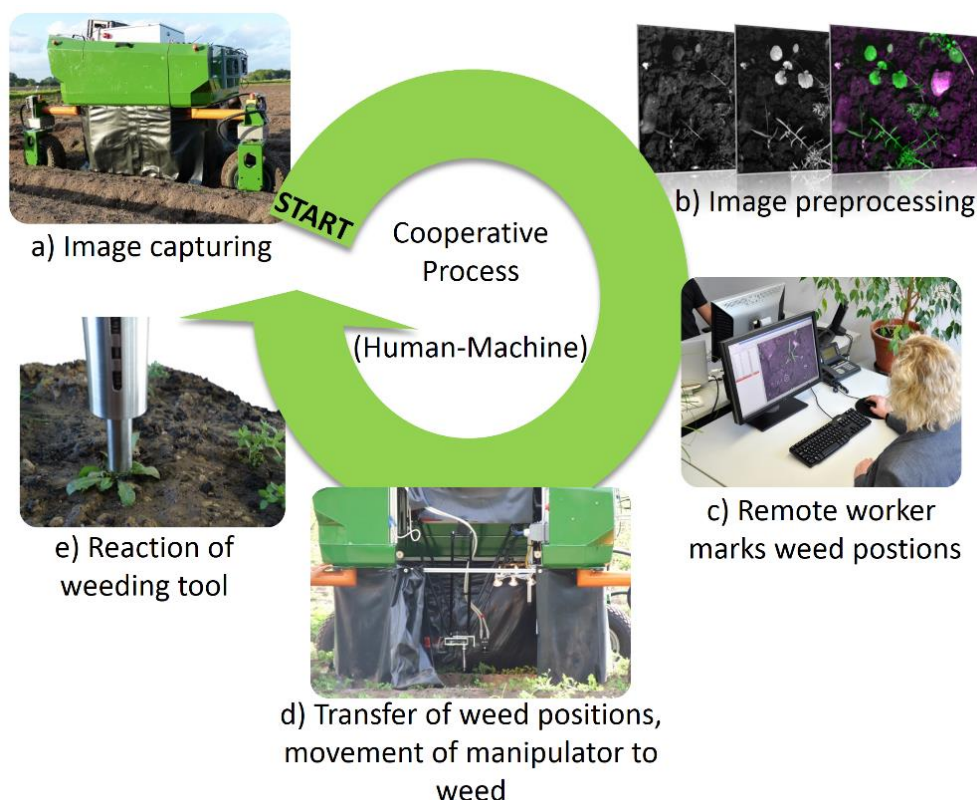 START
a) Image capturing
b) Image preprocessing
Cooperative
Process
(Human-Machine)
c) Remote worker
marks weed postions
d) Transfer of weed positions,
movement of manipulator to
weed
e) Reaction of
weeding tool